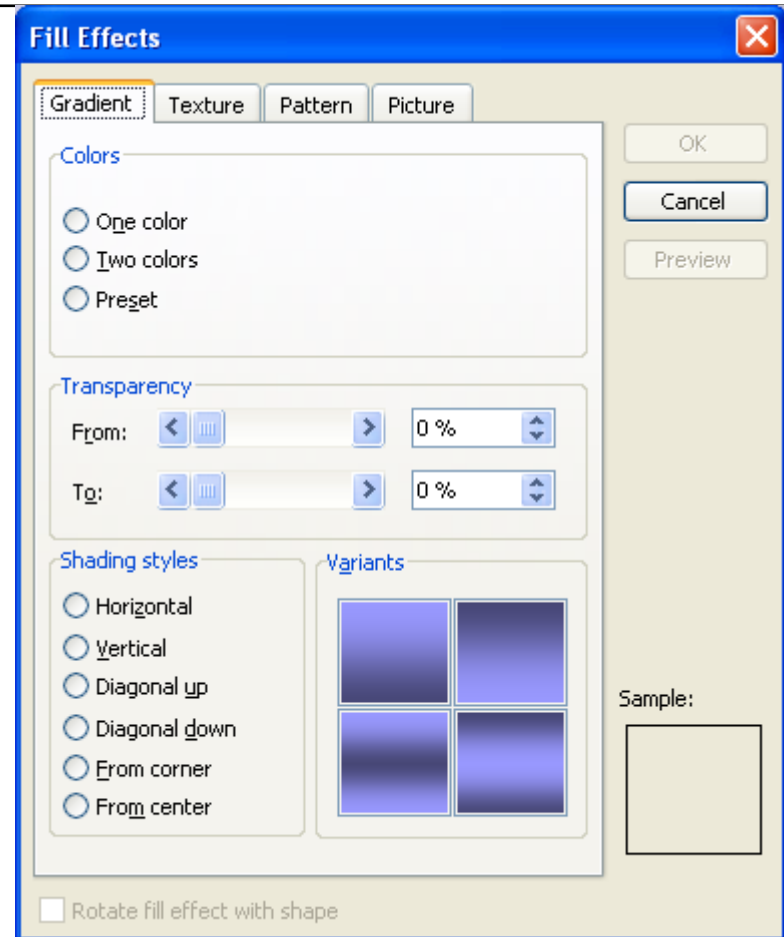 Fill Effects
Gradient Texture Pattern Picture
Colors
One color
Two colors
Preset
OK
Cancel
Preview
Transparency
From: 0 %
To: 0 %
Shading styles
Horizontal
Vertical
Diagonal up
Diagonal down
From corner
From center
Variants
Sample:
Rotate fill effect with shape